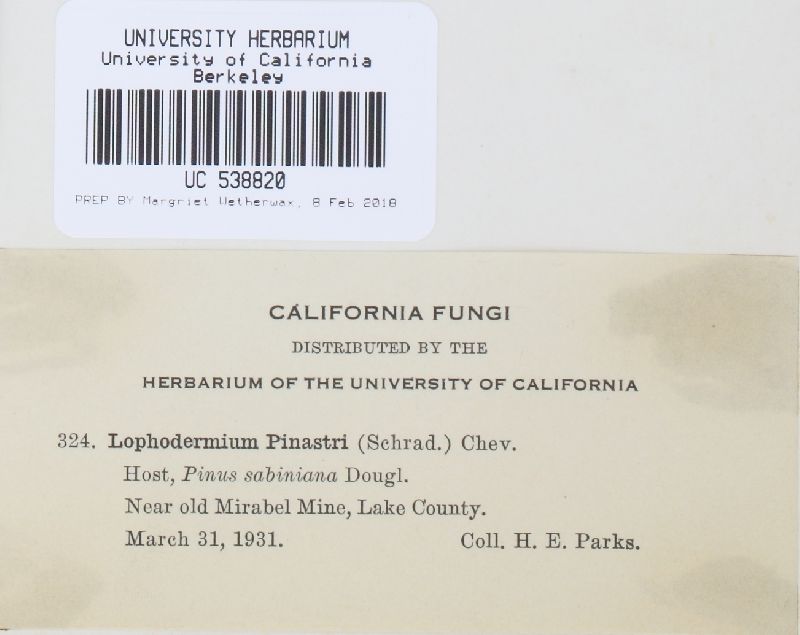 UNIVERSITY HERBARIUM
University of California
Berkeley
UC 538820
PREP BY Margriet Wetherwax, 8 Feb 2018
CALIFORNIA FUNGI
DISTRIBUTED BY THE
HERBARIUM OF THE UNIVERSITY OF CALIFORNIA
324. Lophodermium Pinastri (Schrad.) Chev.
Host, Pinus sabiniana Dougl.
Near old Mirabel Mine, Lake County.
March 31, 1931. Coll. H. E. Parks.